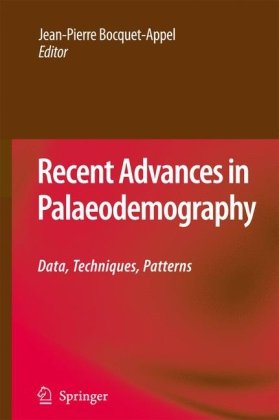 Jean-Pierre Bocquet-Appel
Editor
Recent Advances in
Palaeodemography
Data, Techniques, Patterns
Springer